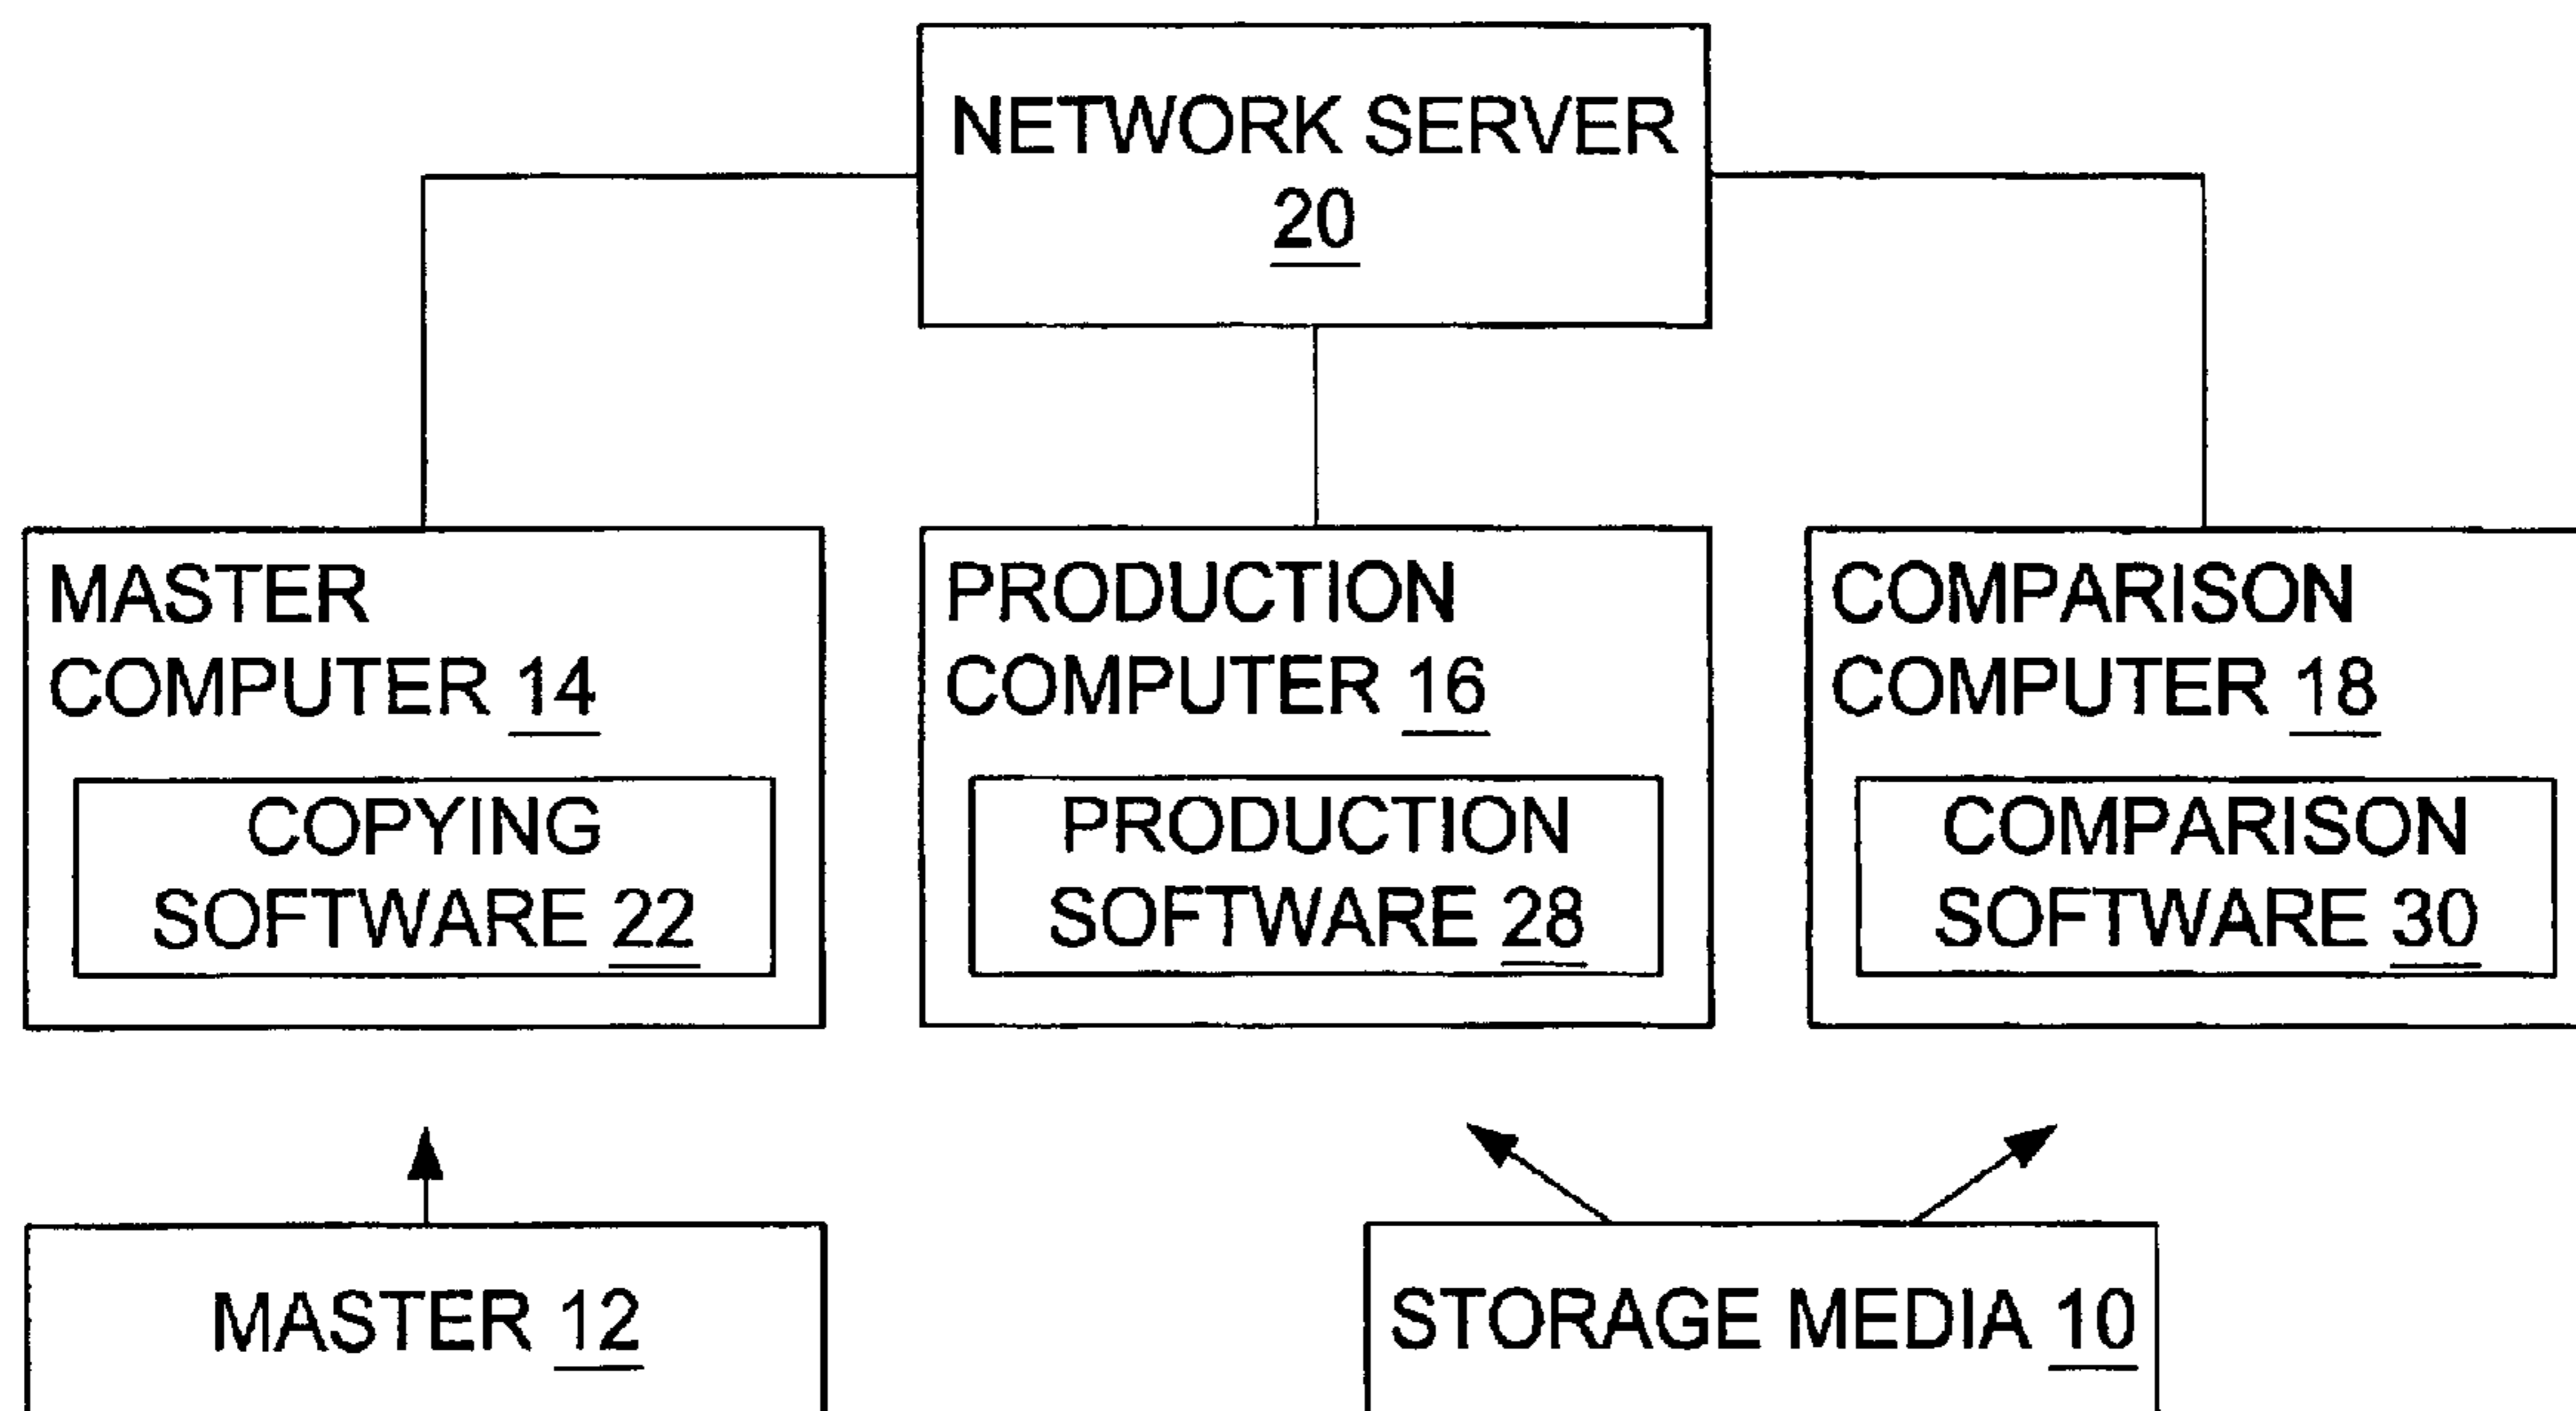 NETWORK SERVER
20
MASTER
COMPUTER 14
COPYING
SOFTWARE 22
PRODUCTION
COMPUTER 16
PRODUCTION
SOFTWARE 28
COMPARISON
COMPUTER 18
COMPARISON
SOFTWARE 30
MASTER 12
STORAGE MEDIA 10